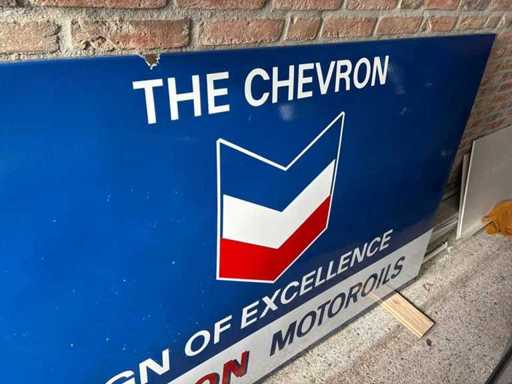 THE CHEVRON
GN OF EXCELLENCE
ON MOTOROILS